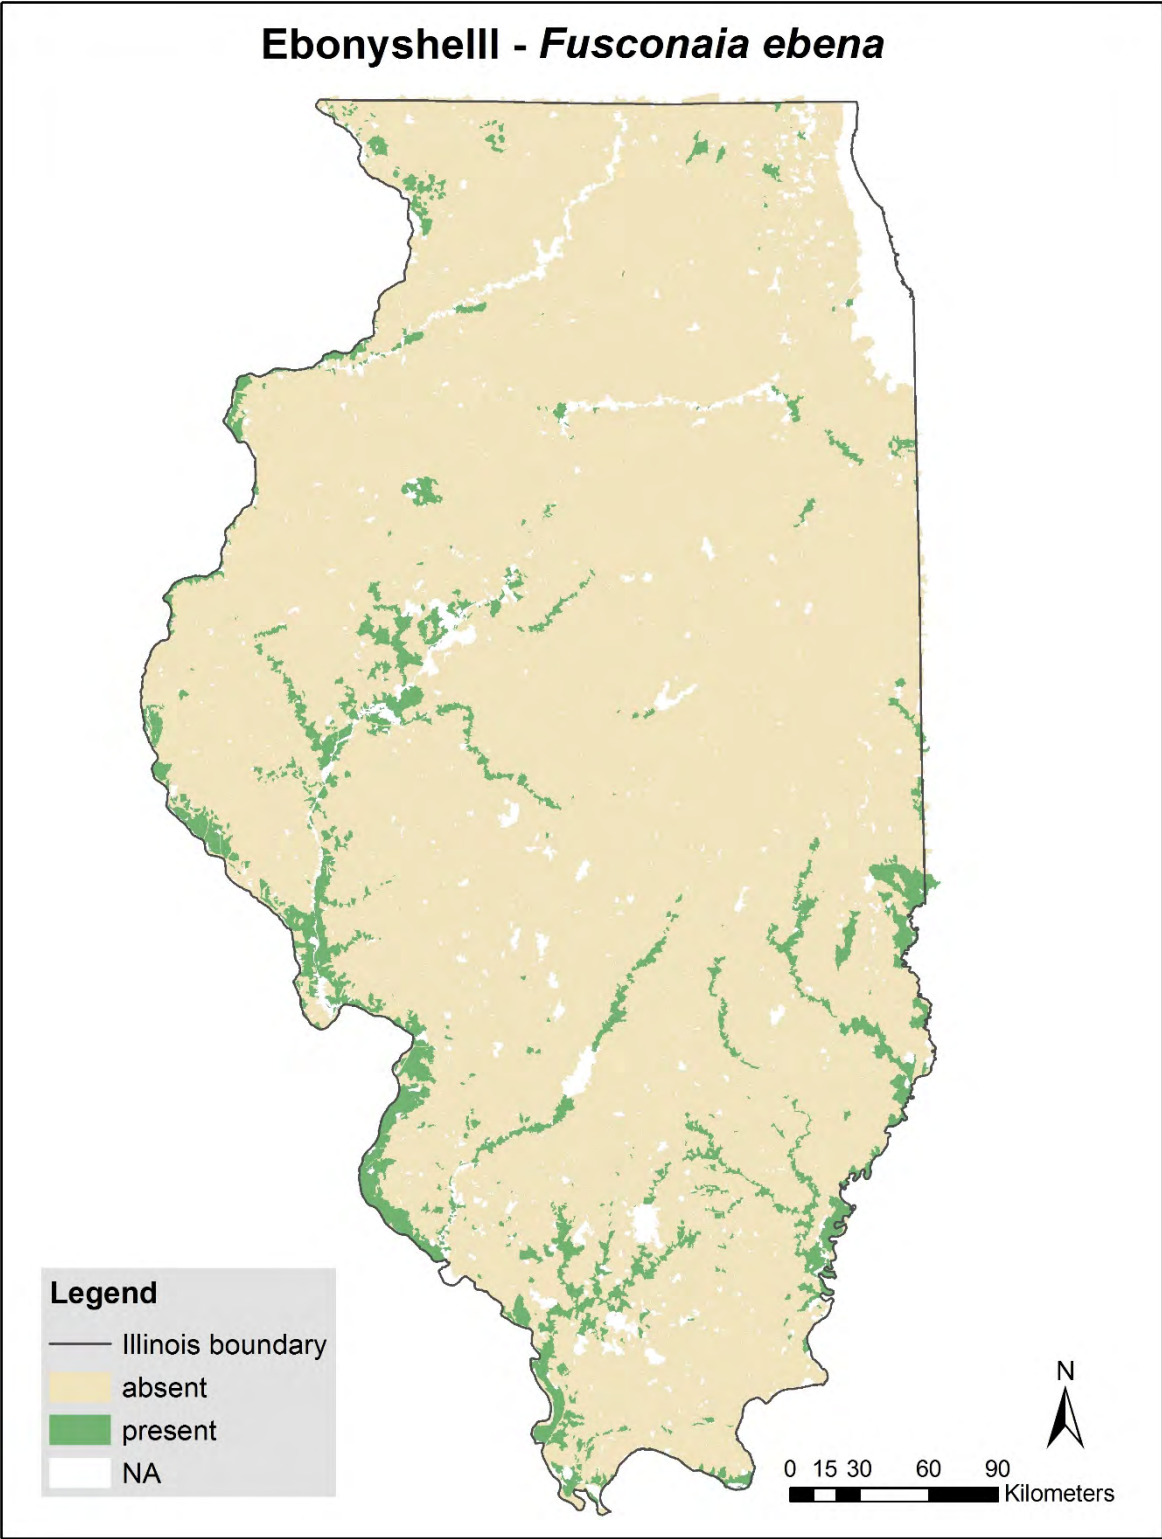 Ebonyshelll - Fusconaia ebena
Legend
Illinois boundary
absent
present
NA
N
0 15 30 60 90
Kilometers